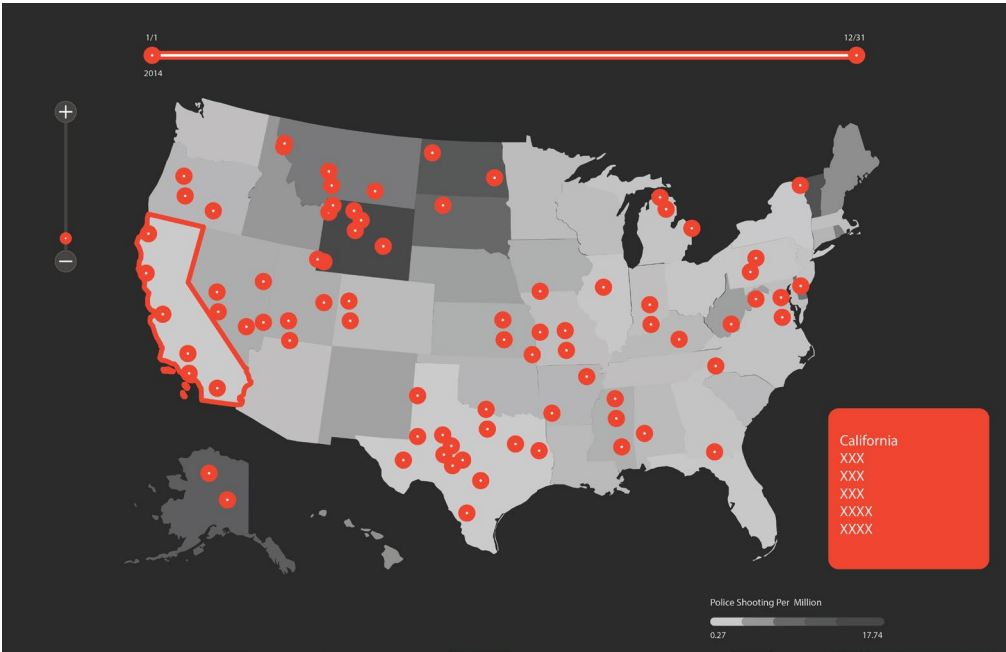 1/1
12/31
2014
+
−
California
XXX
XXX
XXX
XXXX
XXXX
Police Shooting Per Million
0.27
17.74